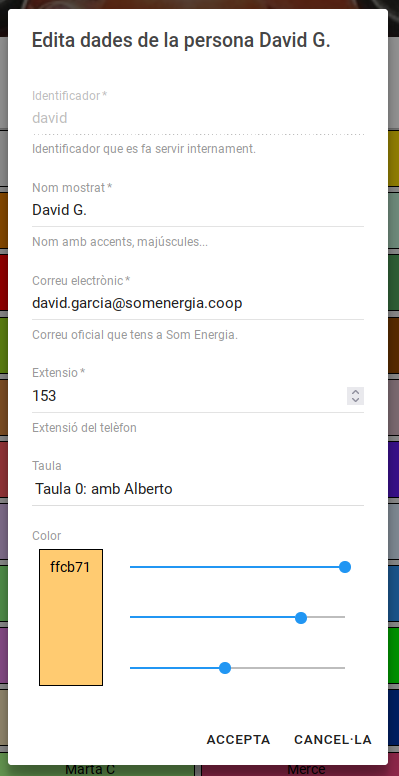 Edita dades de la persona David G.
Identificador *
david
Identificador que es fa servir internament.
Nom mostrat *
David G.
Nom amb accents, majúscules...
Correu electrònic *
david.garcia@somenergia.coop
Correu oficial que tens a Som Energia.
Extensio *
153
Extensió del telèfon
Taula
Taula 0: amb Alberto
Color
ffcb71
ACCEPTA CANCEL·LA
Marta C Mercè